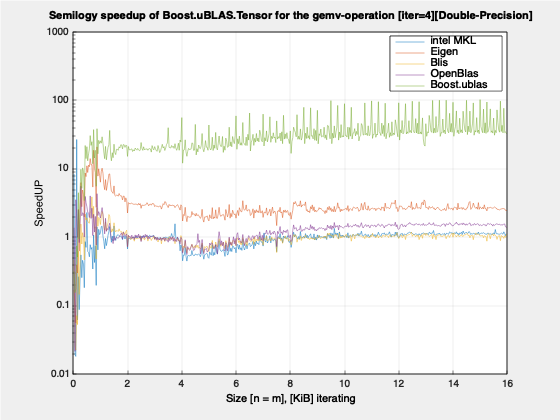 Semilogy speedup of Boost.uBLAS.Tensor for the gemv-operation [iter=4][Double-Precision]
1000
100
10
1
0.1
0.01
SpeedUP
intel MKL
Eigen
Blis
OpenBlas
Boost.ublas
0 2 4 6 8 10 12 14 16
Size [n = m], [KiB] iterating